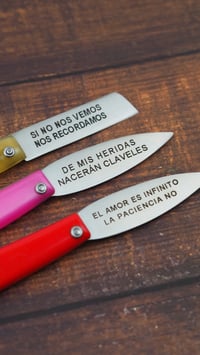 SI NO NOS VEMOS
NOS RECORDAMOS
DE MIS HERIDAS
NACERÁN CLAVELES
EL AMOR ES INFINITO
LA PACIENCIA NO